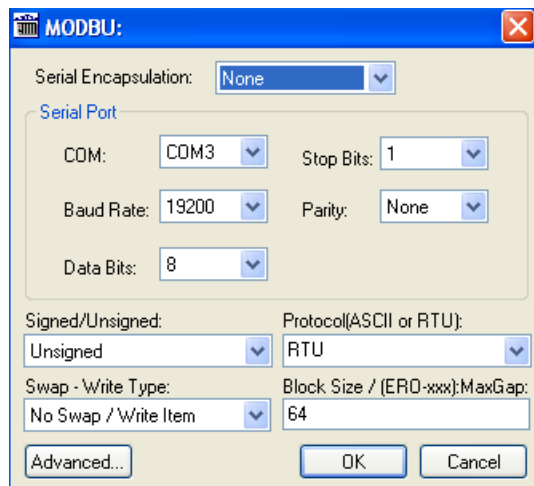 MODBU:
Serial Encapsulation: None
Serial Port
COM: COM3 Stop Bits: 1
Baud Rate: 19200 Parity: None
Data Bits: 8
Signed/Unsigned: Protocol(ASCII or RTU):
Unsigned RTU
Swap - Write Type: Block Size / (ERO-xxx):MaxGap:
No Swap / Write Item 64
Advanced... OK Cancel